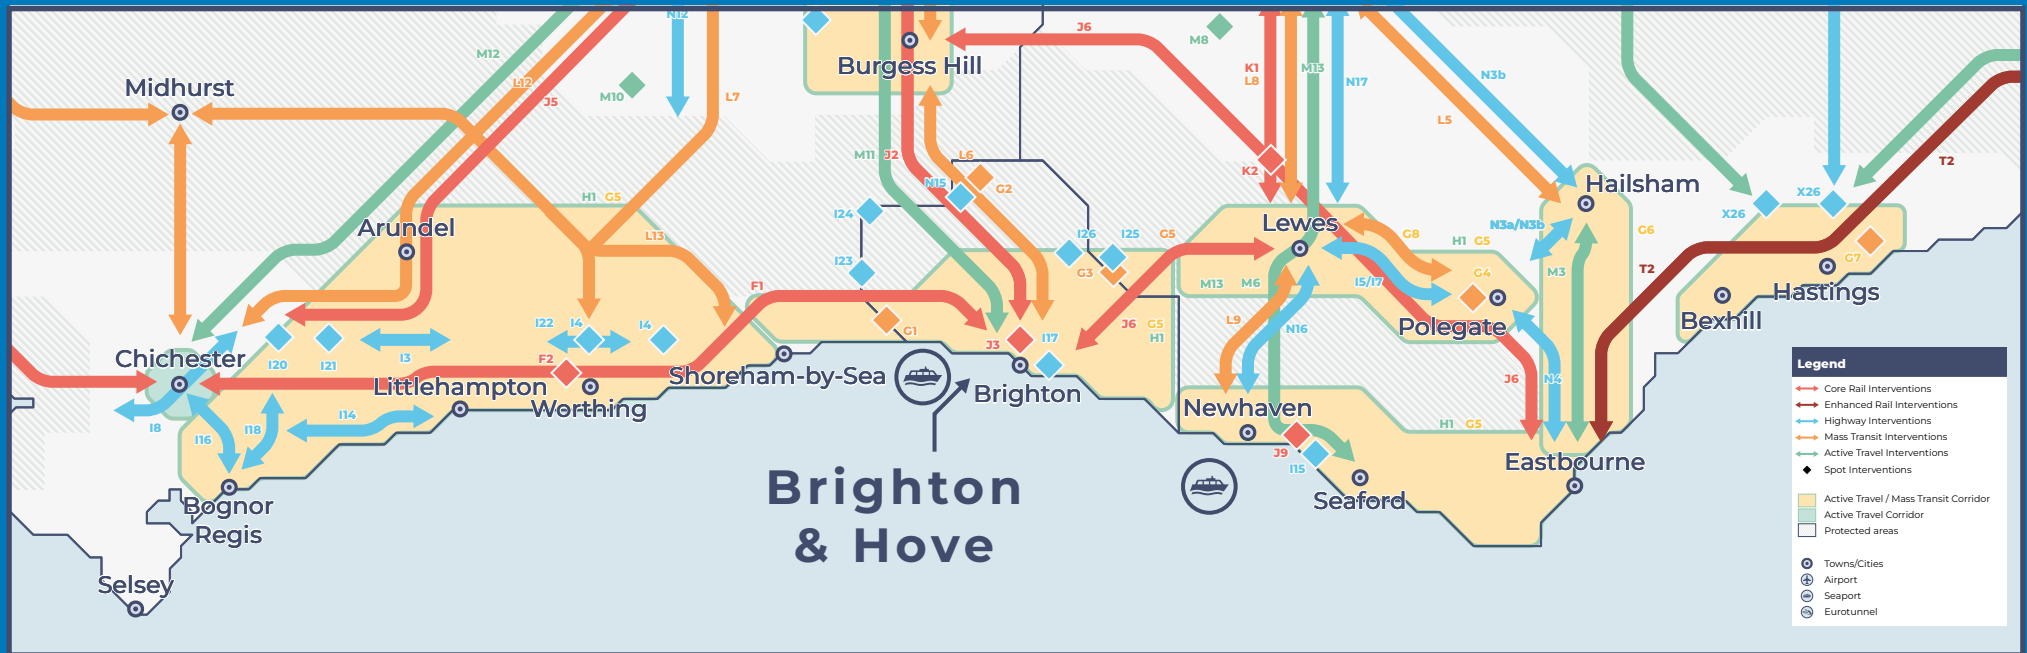 N12
J6
M12
M8
Burgess Hill
K1
M13
L8
N17
N3b
Midhurst
L12
J5
M10
L7
L5
M11
J2
L6
K2
T2
N15
G2
X26
X26
Hailsham
H1 G5
Arundel
L13
I24
I26
I25
G5
Lewes
N3a/N3b
G8
H1 G5
G6
I23
G3
M13
M6
I5/I7
G4
M3
T2
G7
F1
Hastings
I22
I4
I4
G1
I17
J6
G5
H1
L9
N16
Polegate
Bexhill
Chichester
I20
I21
I3
F2
J3
Littlehampton
Worthing
Shoreham-by-Sea
Brighton
J6
N4
Newhaven
I8
I16
I18
I14
H1 G5
J9
I15
Eastbourne
Bognor
Regis
Seaford
Brighton
& Hove
Selsey
Legend
Core Rail Interventions
Enhanced Rail Interventions
Highway Interventions
Mass Transit Interventions
Active Travel Interventions
Spot Interventions
Active Travel / Mass Transit Corridor
Active Travel Corridor
Protected areas
Towns/Cities
Airport
Seaport
Eurotunnel